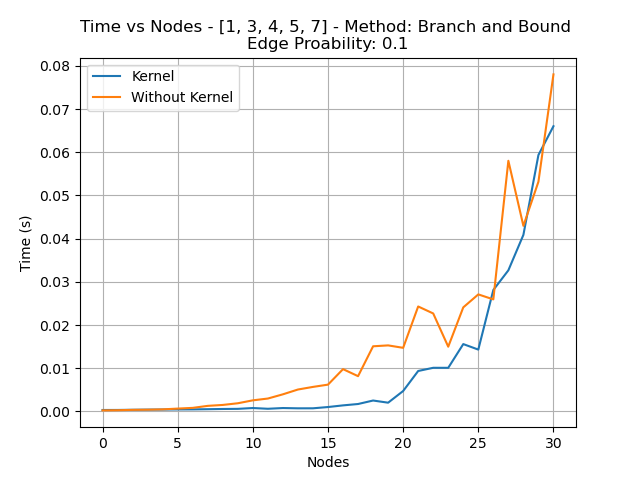 Time vs Nodes - [1, 3, 4, 5, 7] - Method: Branch and Bound
Edge Proability: 0.1
Kernel
Without Kernel
Time (s)
0.08
0.07
0.06
0.05
0.04
0.03
0.02
0.01
0.00
0 5 10 15 20 25 30
Nodes